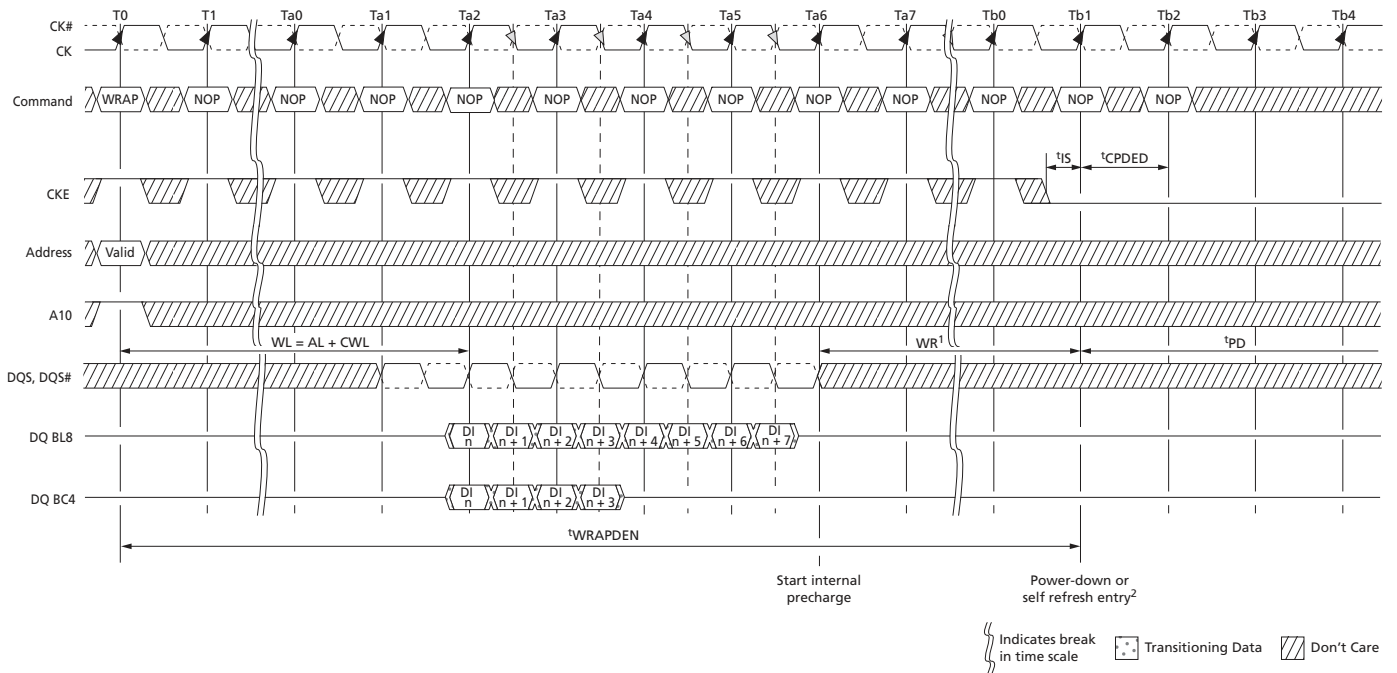 T0 T1 Ta0 Ta1 Ta2 Ta3 Ta4 Ta5 Ta6 Ta7 Tb0 Tb1 Tb2 Tb3 Tb4
CK#
CK
Command WRAP NOP NOP NOP NOP NOP NOP NOP NOP NOP NOP NOP NOP
tIS tCPDED
CKE
Address Valid
A10
WL = AL + CWL WR1 tPD
DQS, DQS#
DQ BL8 DI n DI n + 1 DI n + 2 DI n + 3 DI n + 4 DI n + 5 DI n + 6 DI n + 7
DQ BC4 DI n DI n + 1 DI n + 2 DI n + 3
tWRAPDEN
Start internal
precharge
Power-down or
self refresh entry2
Indicates break
in time scale
Transitioning Data
Don't Care